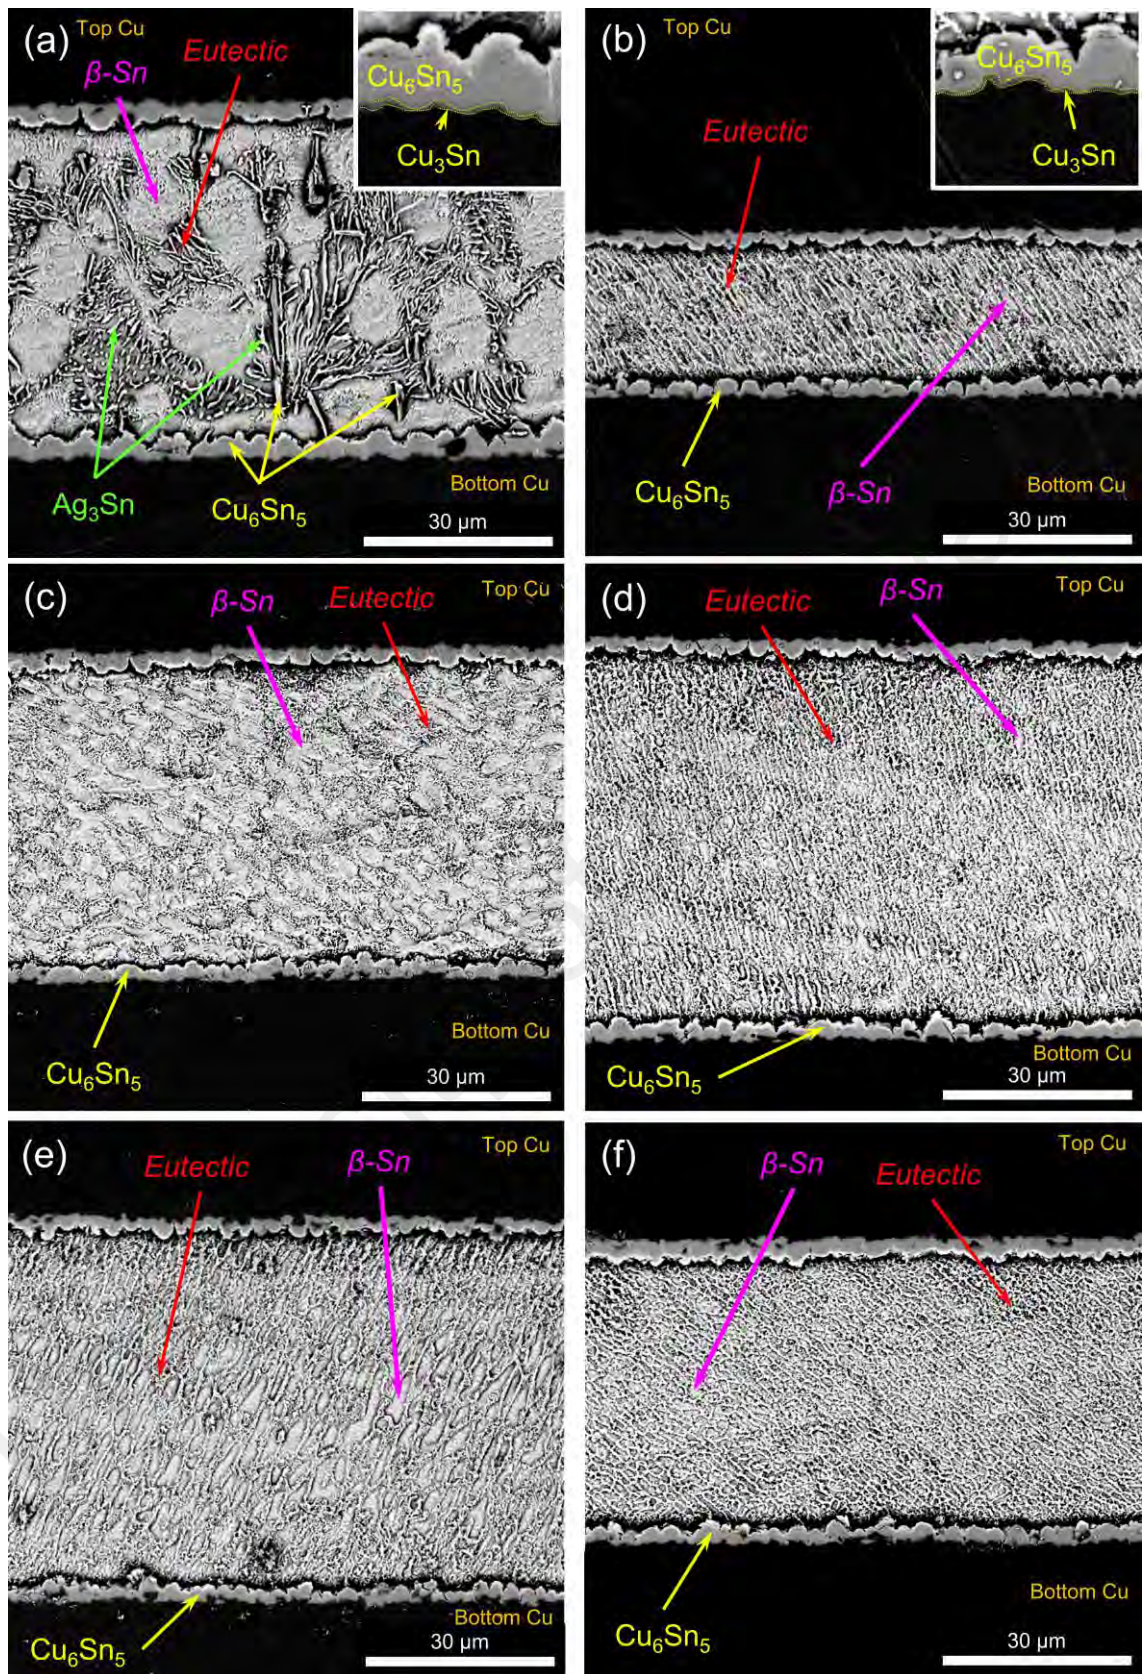 (a)
Top Cu
Eutectic
β-Sn
Cu₆Sn₅
Cu₃Sn
Ag₃Sn
Cu₆Sn₅
Bottom Cu
30 µm
(b)
Top Cu
Cu₆Sn₅
Cu₃Sn
Eutectic
Cu₆Sn₅
β-Sn
Bottom Cu
30 µm
(c)
β-Sn
Eutectic
Top Cu
Cu₆Sn₅
Bottom Cu
30 µm
(d)
Eutectic
β-Sn
Top Cu
Cu₆Sn₅
Bottom Cu
30 µm
(e)
Eutectic
β-Sn
Top Cu
Cu₆Sn₅
Bottom Cu
30 µm
(f)
β-Sn
Eutectic
Top Cu
Cu₆Sn₅
Bottom Cu
30 µm